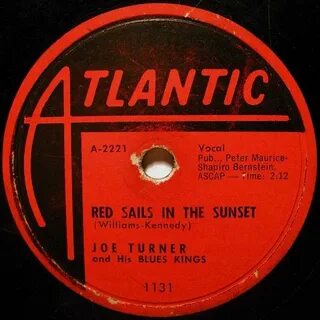 ATLANTIC
A-2221
Vocal
Pub... Peter Maurice-
Shapiro Bernstein.
ASCAP — Time: 2:12
RED SAILS IN THE SUNSET
(Williams-Kennedy)
JOE TURNER
and His BLUES KINGS
1131